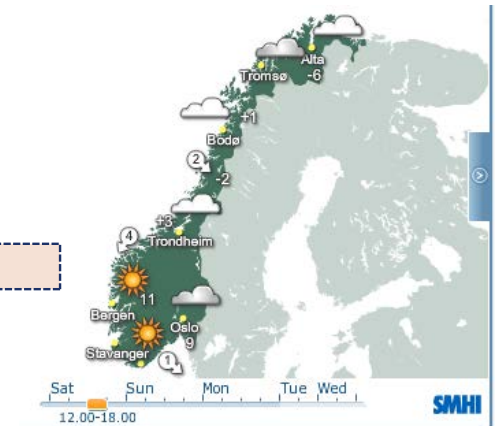 Alta
Tromsø
-6
+1
Bodø
2
-2
+3
Trondheim
4
11
Bergen
Oslo
9
Stavanger
1
Sat Sun Mon Tue Wed
12.00-18.00
SMHI